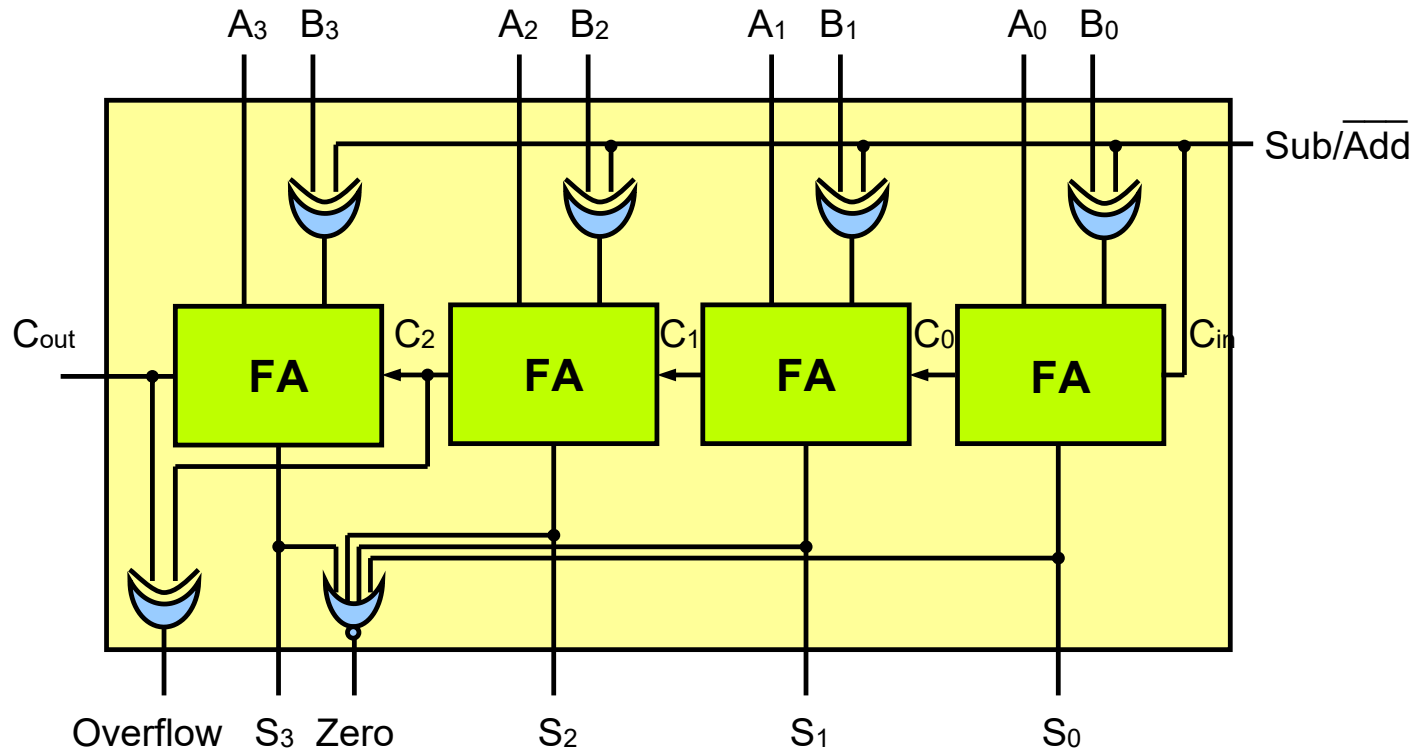 A3 B3 A2 B2 A1 B1 A0 B0
Sub/Add
Cout C2 C1 C0 Cin
FA FA FA FA
Overflow S3 Zero S2 S1 S0